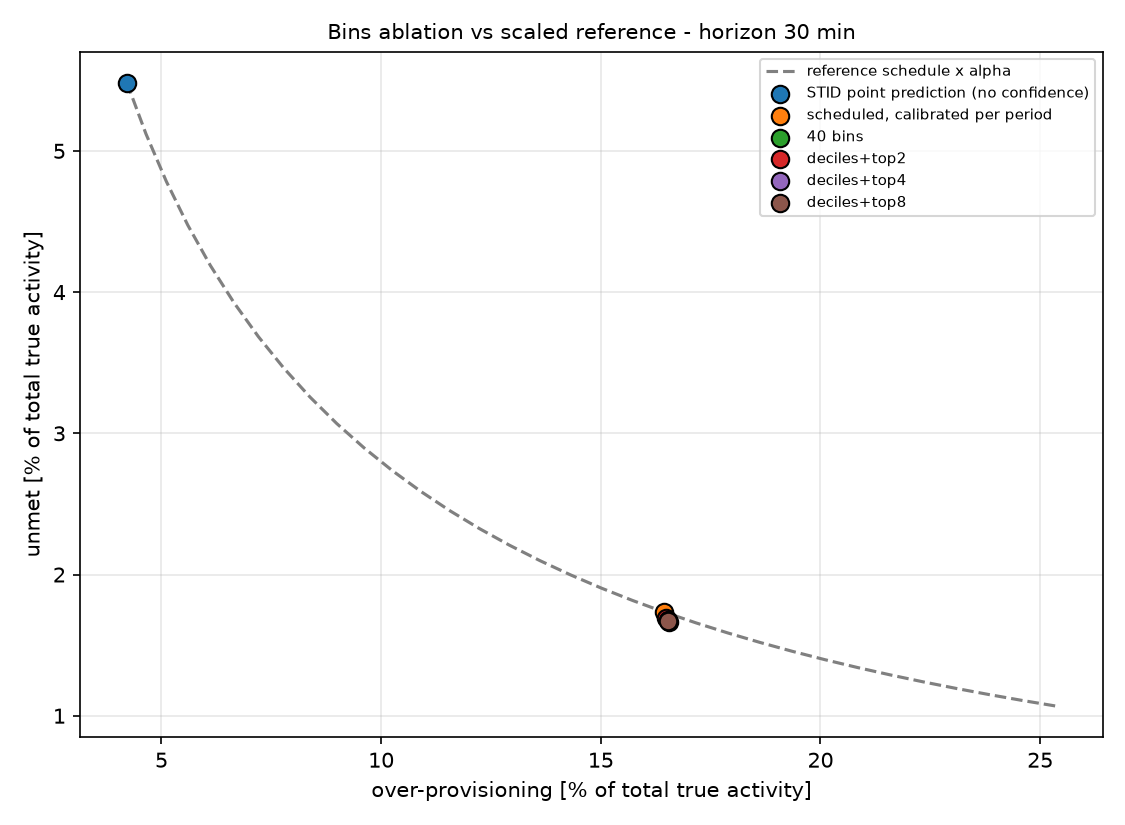 Bins ablation vs scaled reference - horizon 30 min
reference schedule x alpha
STID point prediction (no confidence)
scheduled, calibrated per period
40 bins
deciles+top2
deciles+top4
deciles+top8
unmet [% of total true activity]
5
4
3
2
1
5 10 15 20 25
over-provisioning [% of total true activity]